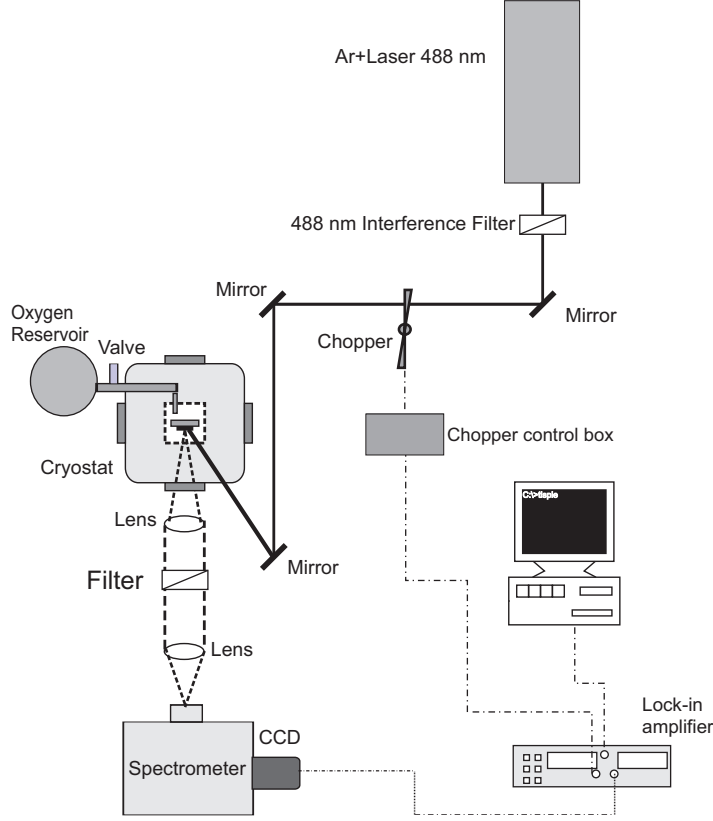 Ar+Laser 488 nm
488 nm Interference Filter
Mirror
Mirror
Oxygen
Reservoir
Valve
Chopper
Chopper control box
Cryostat
C:\>tispie
Lens
Filter
Mirror
Lens
Lock-in
amplifier
CCD
Spectrometer